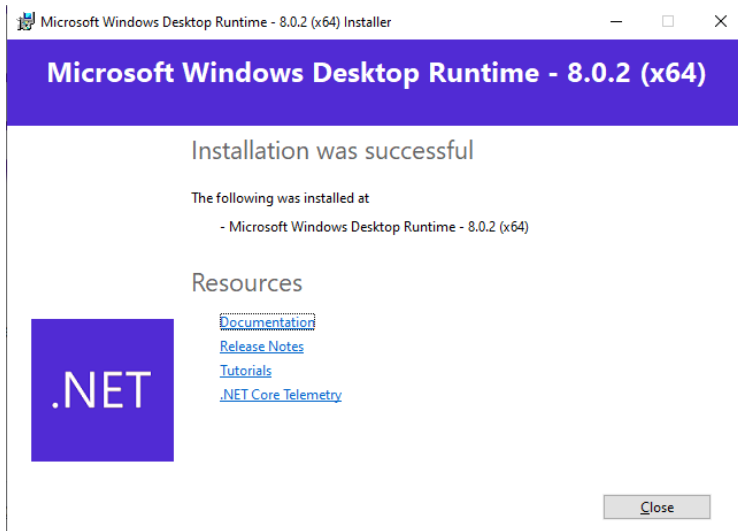 Microsoft Windows Desktop Runtime - 8.0.2 (x64) Installer
Microsoft Windows Desktop Runtime - 8.0.2 (x64)
Installation was successful
The following was installed at
- Microsoft Windows Desktop Runtime - 8.0.2 (x64)
Resources
Documentation
Release Notes
Tutorials
.NET Core Telemetry
.NET
Close